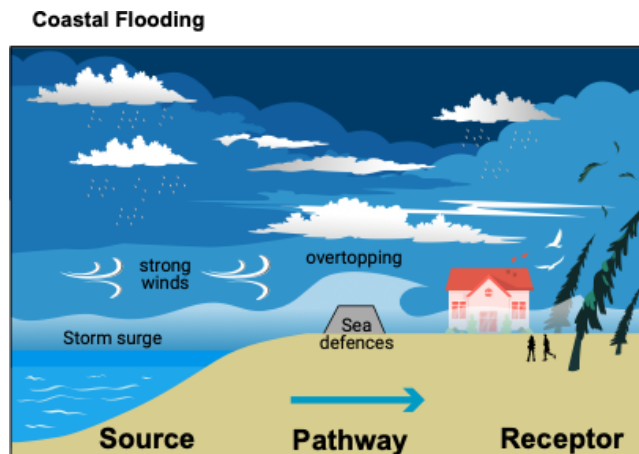 Coastal Flooding
strong
winds
overtopping
Storm surge
Sea
defences
Source
Pathway
Receptor